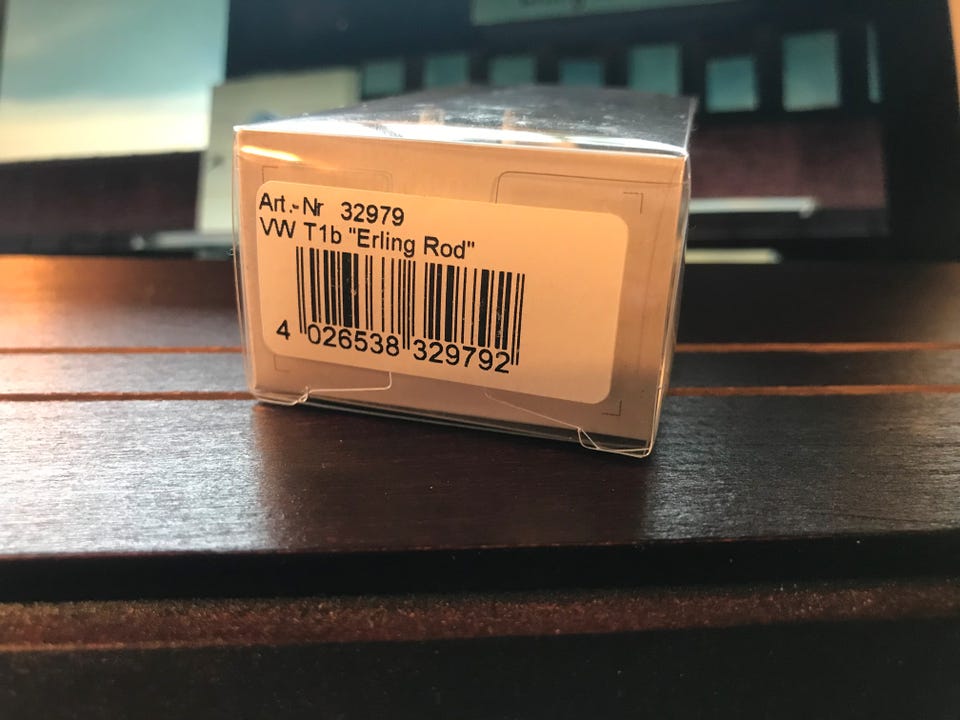 Art.-Nr 32979
VW T1b "Erling Rod"
4 026538 329792